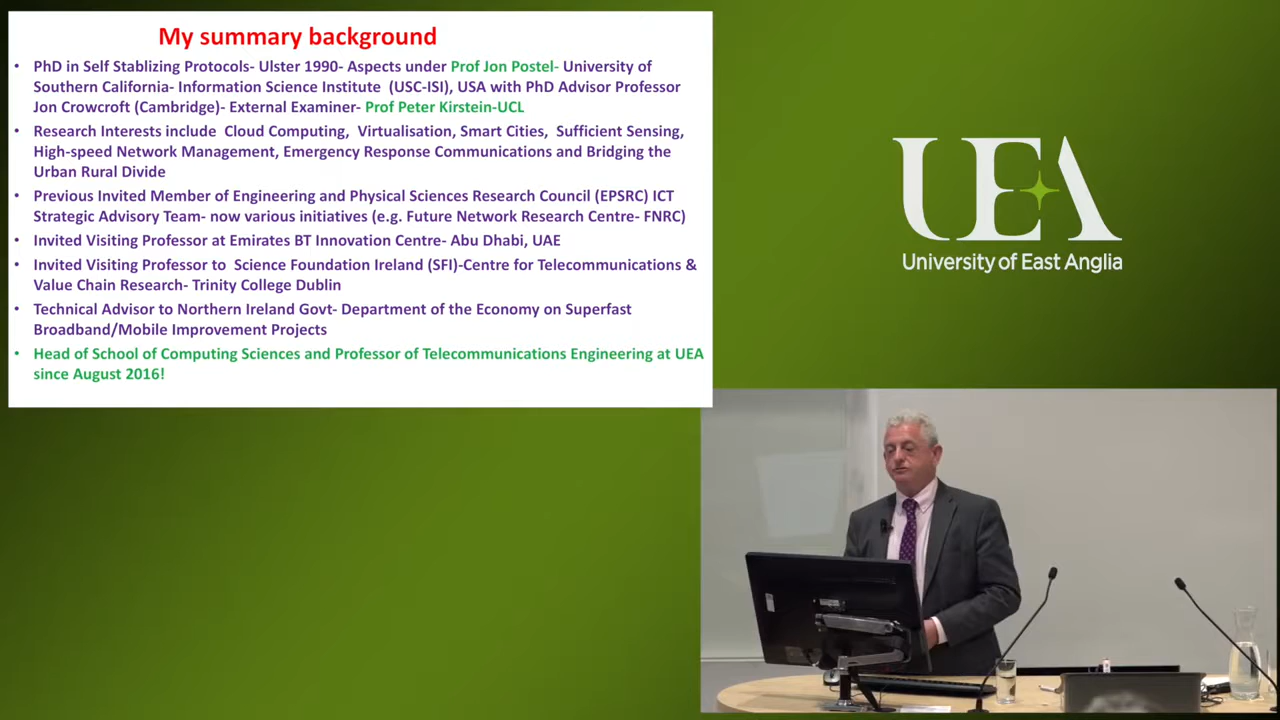 My summary background
• PhD in Self Stablizing Protocols- Ulster 1990- Aspects under Prof Jon Postel- University of
Southern California- Information Science Institute (USC-ISI), USA with PhD Advisor Professor
Jon Crowcroft (Cambridge)- External Examiner- Prof Peter Kirstein-UCL
• Research Interests include Cloud Computing, Virtualisation, Smart Cities, Sufficient Sensing,
High-speed Network Management, Emergency Response Communications and Bridging the
Urban Rural Divide
• Previous Invited Member of Engineering and Physical Sciences Research Council (EPSRC) ICT
Strategic Advisory Team- now various initiatives (e.g. Future Network Research Centre- FNRC)
• Invited Visiting Professor at Emirates BT Innovation Centre- Abu Dhabi, UAE
• Invited Visiting Professor to Science Foundation Ireland (SFI)-Centre for Telecommunications &
Value Chain Research- Trinity College Dublin
• Technical Advisor to Northern Ireland Govt- Department of the Economy on Superfast
Broadband/Mobile Improvement Projects
• Head of School of Computing Sciences and Professor of Telecommunications Engineering at UEA
since August 2016!
UEA
University of East Anglia